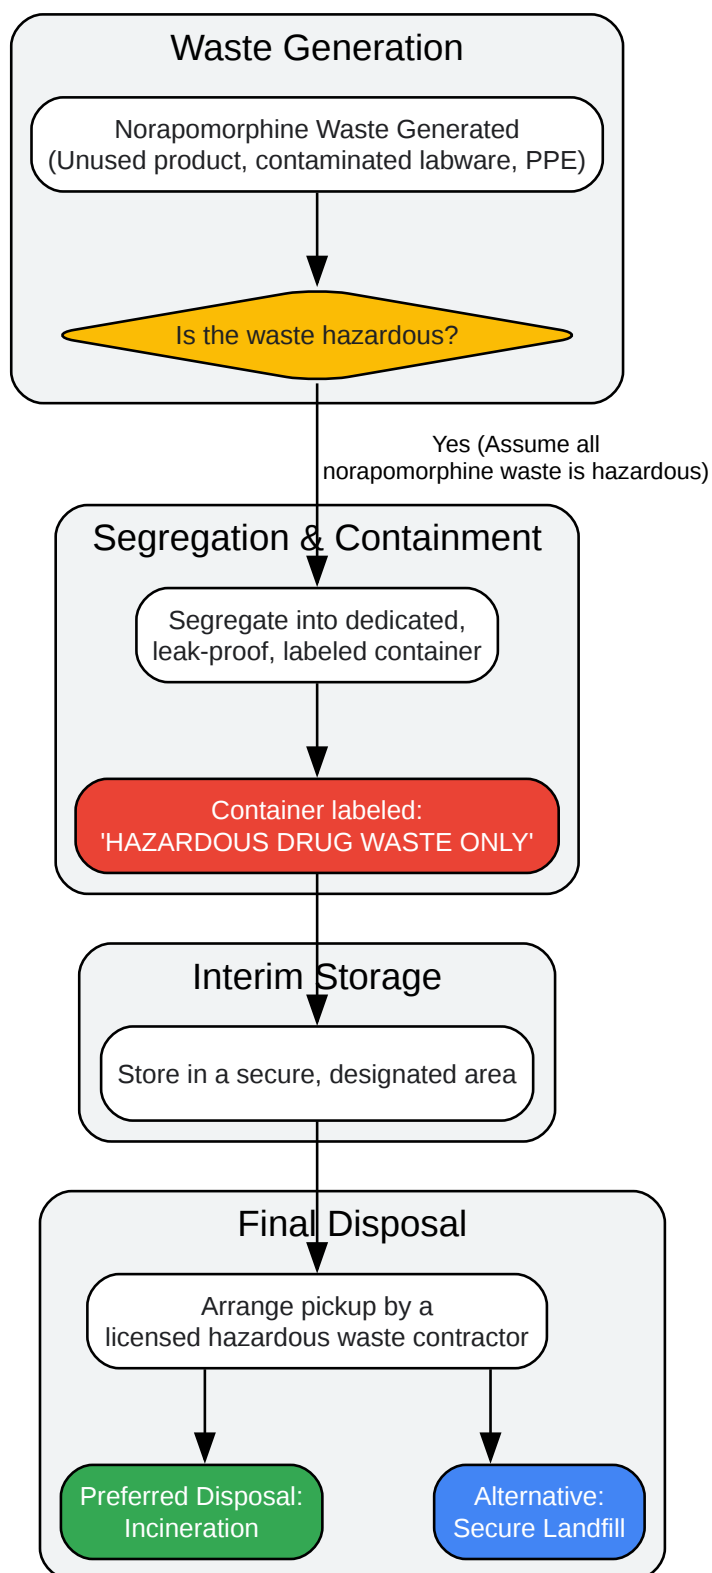 Waste Generation
Norapomorphine Waste Generated
(Unused product, contaminated labware, PPE)
Is the waste hazardous?
Yes (Assume all
norapomorphine waste is hazardous)
Segregation & Containment
Segregate into dedicated,
leak-proof, labeled container
Container labeled:
'HAZARDOUS DRUG WASTE ONLY'
Interim Storage
Store in a secure, designated area
Final Disposal
Arrange pickup by a
licensed hazardous waste contractor
Preferred Disposal:
Incineration
Alternative:
Secure Landfill